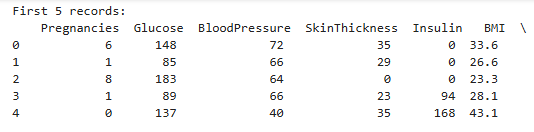 First 5 records:
   Pregnancies  Glucose  BloodPressure  SkinThickness  Insulin   BMI  \
0            6      148             72             35        0  33.6
1            1       85             66             29        0  26.6
2            8      183             64              0        0  23.3
3            1       89             66             23       94  28.1
4            0      137             40             35      168  43.1